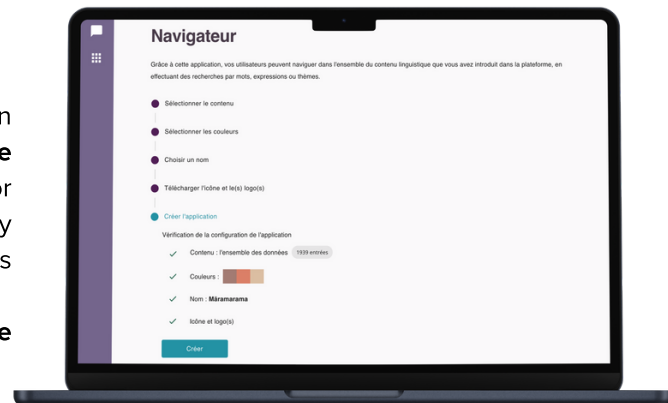 Navigateur
Grâce à cette application, vos utilisateurs peuvent naviguer dans l'ensemble du contenu linguistique que vous avez introduit dans la plateforme, en
effectuant des recherches par mots, expressions ou thèmes.
Sélectionner le contenu
Sélectionner les couleurs
Choisir un nom
Télécharger l'icône et le(s) logo(s)
Créer l'application
Vérification de la configuration de l'application
Contenu : l'ensemble des données 1939 entrées
Couleurs :
Nom : Māramarama
Icône et logo(s)
Créer